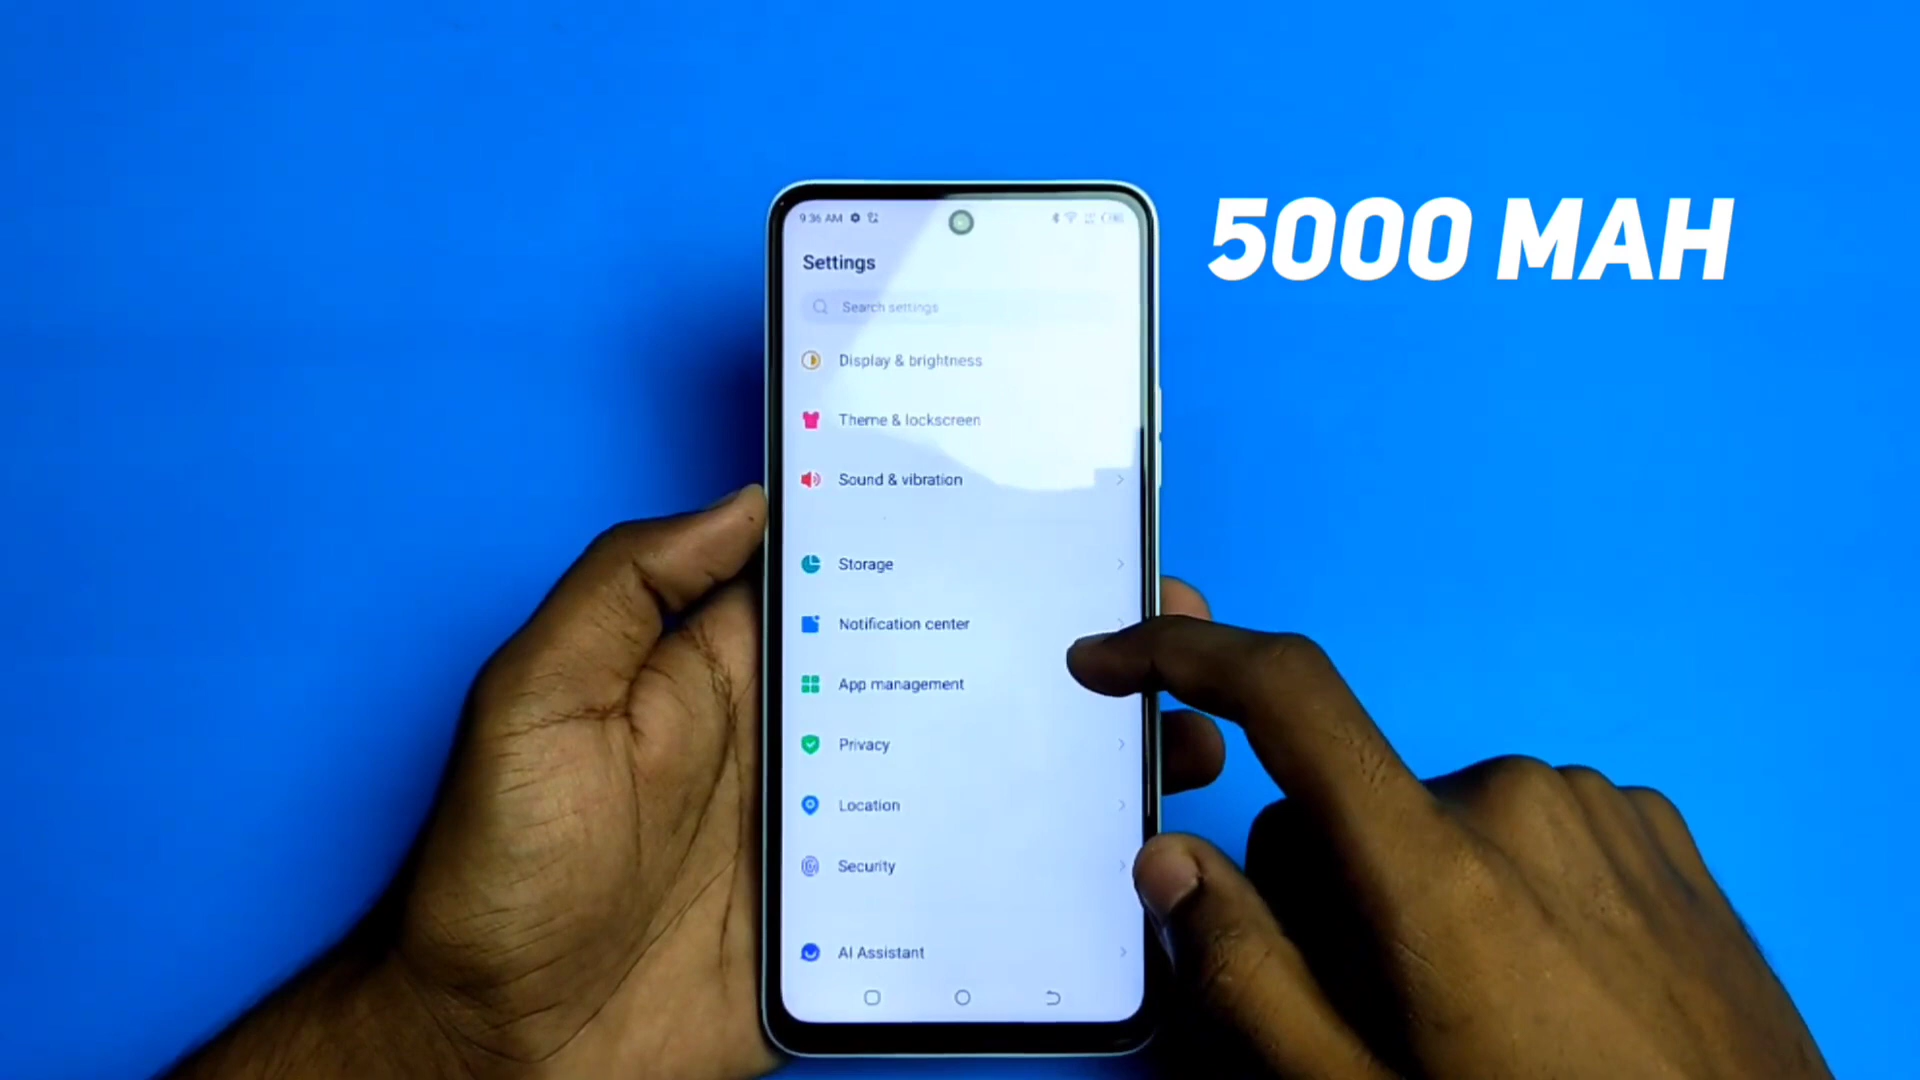 9:36 AM
5000 MAH
Settings
Search settings
Display & brightness
Theme & lockscreen
Sound & vibration
Storage
Notification center
App management
Privacy
Location
Security
AI Assistant